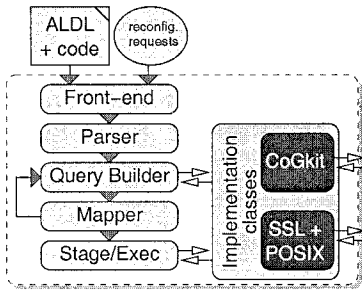 ALDL
+ code
reconfig.
requests
Front-end
Parser
Query Builder
Mapper
Stage/Exec
Implementation
classes
CoGkit
SSL +
POSIX